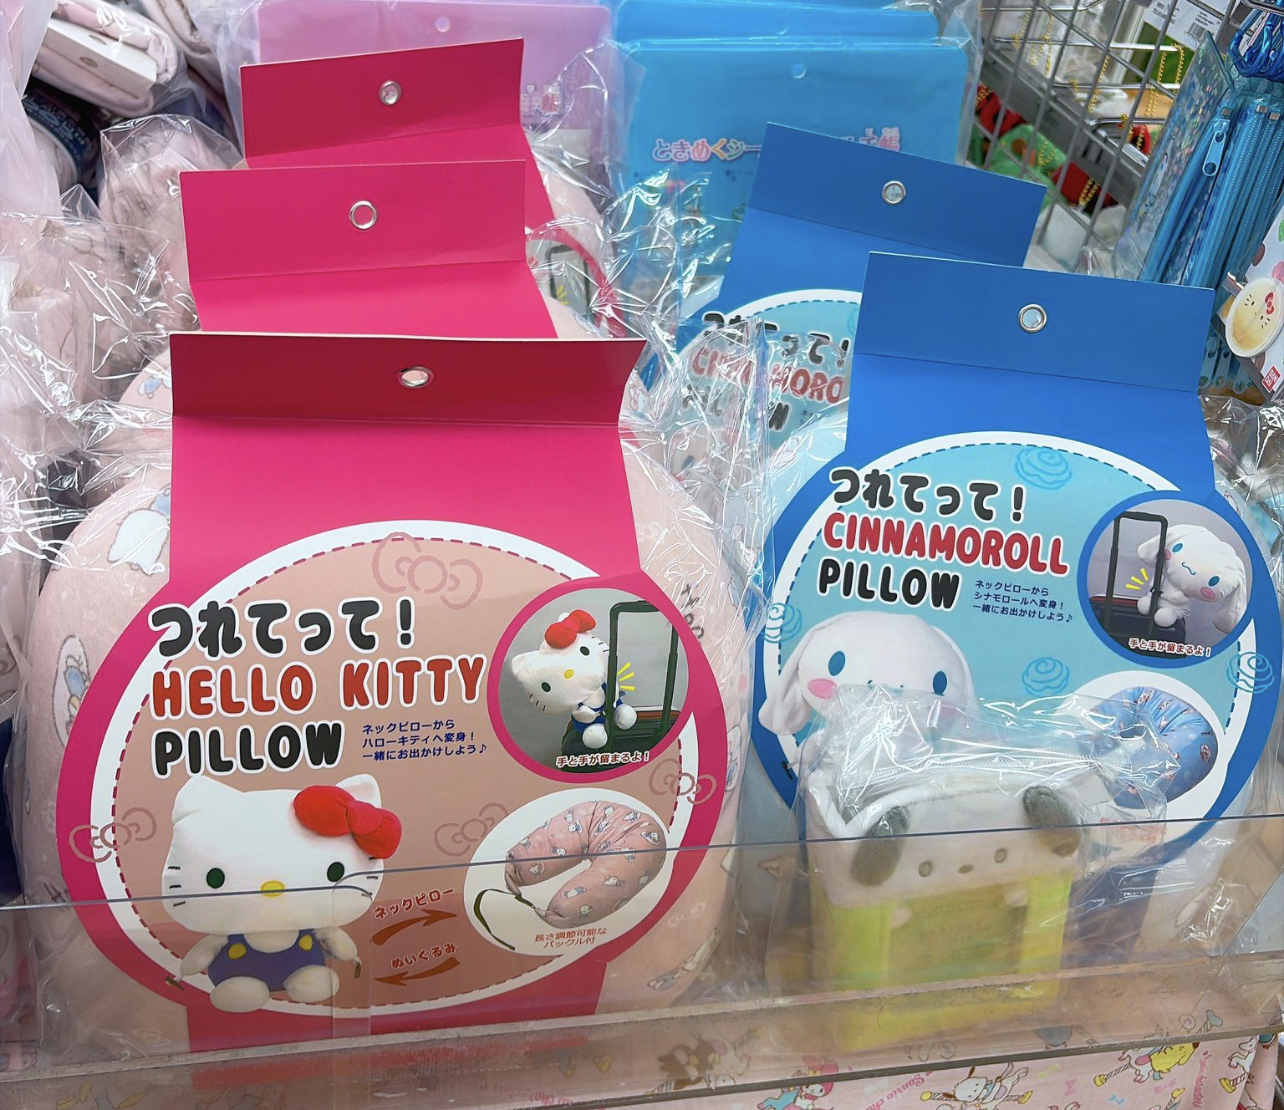 ときめくシー
つれてって!
CINNAMORO
つれてって!
CINNAMOROLL
PILLOW
ネックピローから
シナモロールへ変身!
一緒にお出かけしよう♪
手と手が留まるよ!
つれてって!
HELLO KITTY
PILLOW
ネックピローから
ハローキティへ変身!
一緒にお出かけしよう♪
手と手が留まるよ!
ネックピロー
ぬいぐるみ
長さ調節可能な
バックル付